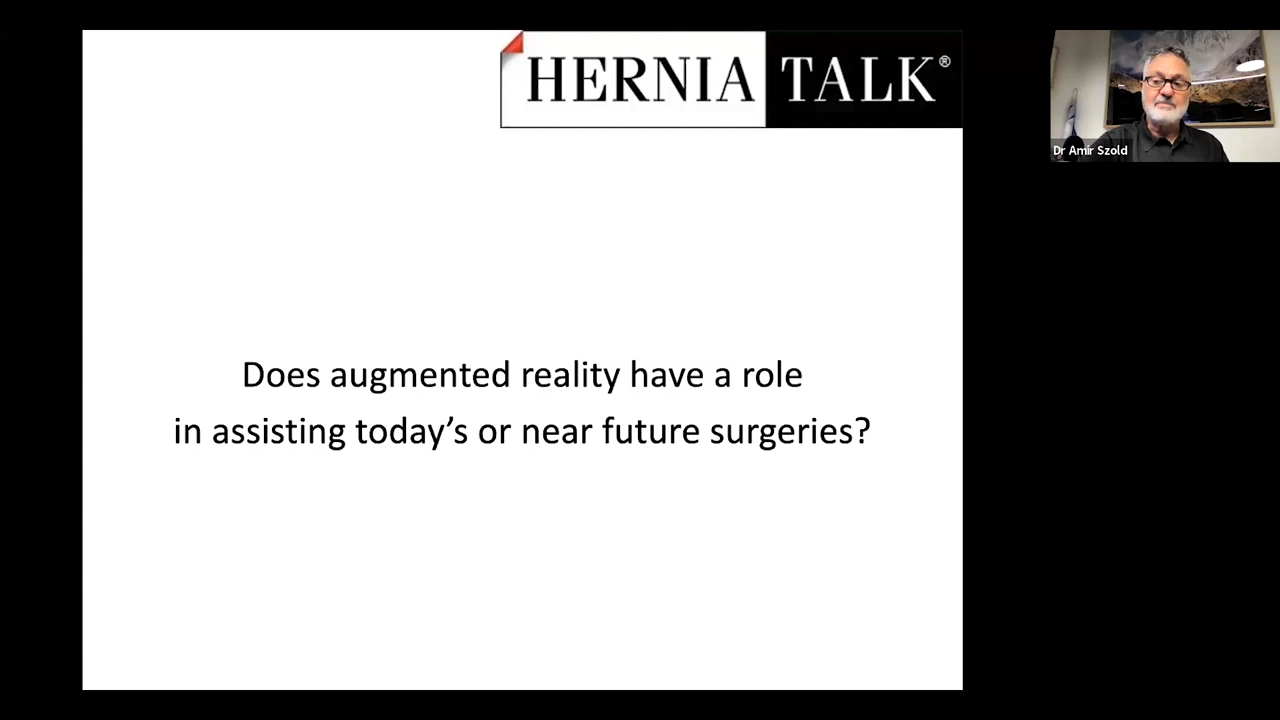 HERNIA TALK®
Dr Amir Szold
Does augmented reality have a role
in assisting today’s or near future surgeries?